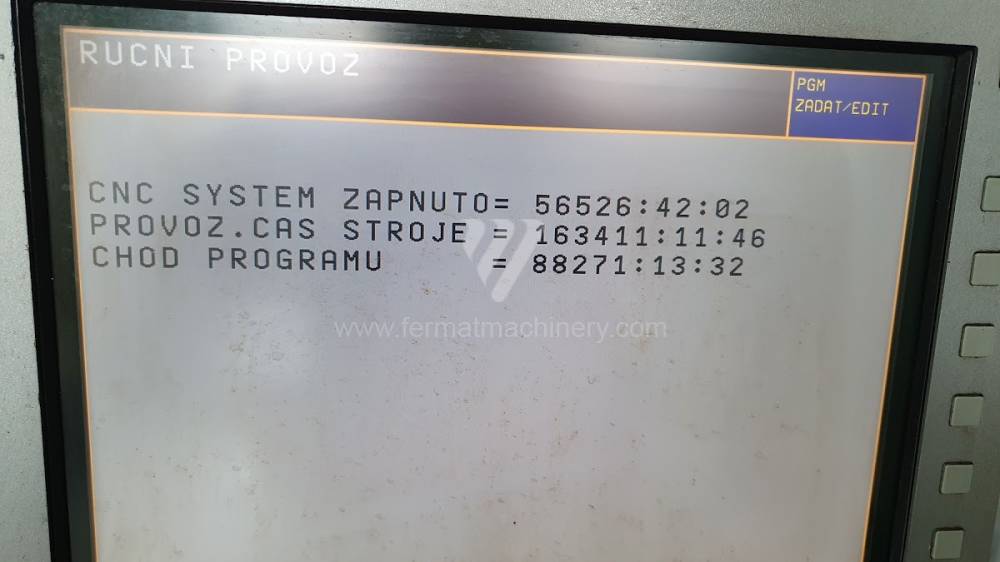 RUCNI PROVOZ
PGM
ZADAT/EDIT
CNC SYSTEM ZAPNUTO= 56526:42:02
PROVOZ.CAS STROJE = 163411:11:46
CHOD PROGRAMU = 88271:13:32
www.fermatmachinery.com